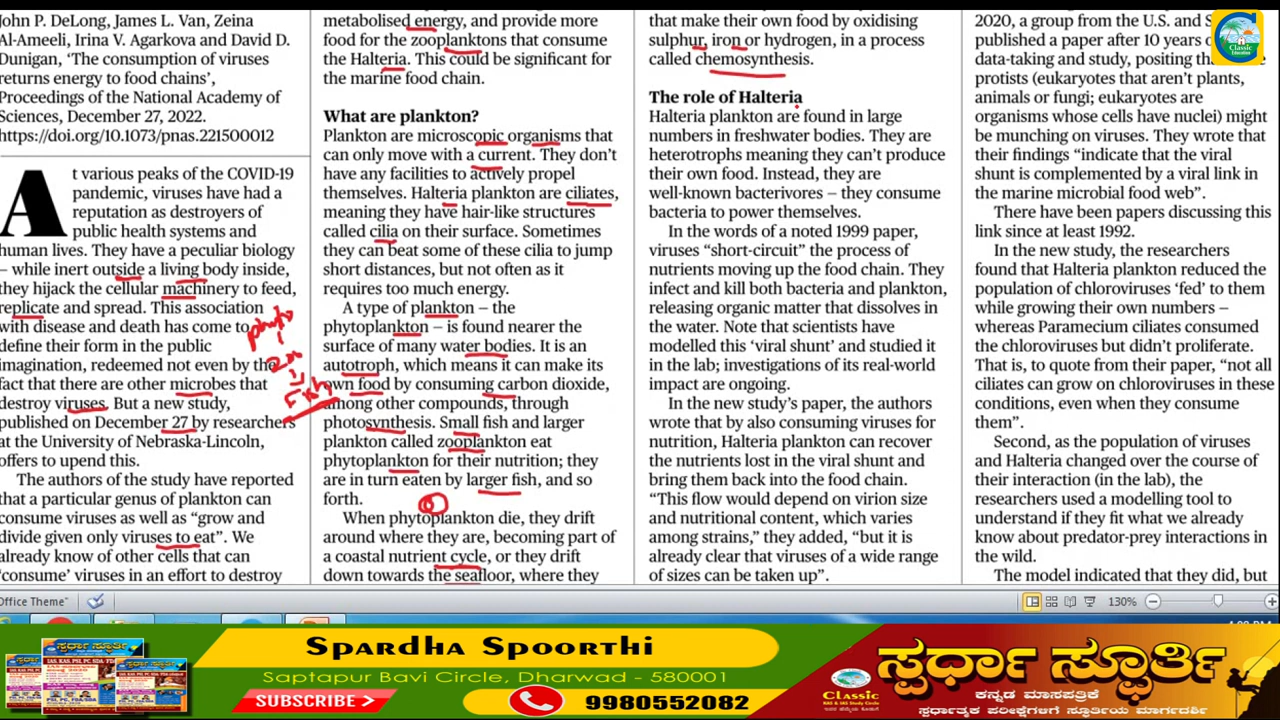 John P. DeLong, James L. Van, Zeina
Al-Ameeli, Irina V. Agarkova and David D.
Dunigan, ‘The consumption of viruses
returns energy to food chains’,
Proceedings of the National Academy of
Sciences, December 27, 2022.
https://doi.org/10.1073/pnas.221500012
At various peaks of the COVID-19
pandemic, viruses have had a
reputation as destroyers of
public health systems and
human lives. They have a peculiar biology
– while inert outside a living body inside,
they hijack the cellular machinery to feed,
replicate and spread. This association
with disease and death has come to
define their form in the public
imagination, redeemed not even by the
fact that there are other microbes that
destroy viruses. But a new study,
published on December 27 by researchers
at the University of Nebraska-Lincoln,
offers to upend this.
The authors of the study have reported
that a particular genus of plankton can
consume viruses as well as “grow and
divide given only viruses to eat”. We
already know of other cells that can
‘consume’ viruses in an effort to destroy
phyto
Zoo
Fish
metabolised energy, and provide more
food for the zooplanktons that consume
the Halteria. This could be significant for
the marine food chain.
What are plankton?
Plankton are microscopic organisms that
can only move with a current. They don’t
have any facilities to actively propel
themselves. Halteria plankton are ciliates,
meaning they have hair-like structures
called cilia on their surface. Sometimes
they can beat some of these cilia to jump
short distances, but not often as it
requires too much energy.
A type of plankton – the
phytoplankton – is found nearer the
surface of many water bodies. It is an
autotroph, which means it can make its
own food by consuming carbon dioxide,
among other compounds, through
photosynthesis. Small fish and larger
plankton called zooplankton eat
phytoplankton for their nutrition; they
are in turn eaten by larger fish, and so
forth.
When phytoplankton die, they drift
around where they are, becoming part of
a coastal nutrient cycle, or they drift
down towards the seafloor, where they
that make their own food by oxidising
sulphur, iron or hydrogen, in a process
called chemosynthesis.
The role of Halteria
Halteria plankton are found in large
numbers in freshwater bodies. They are
heterotrophs meaning they can’t produce
their own food. Instead, they are
well-known bacterivores – they consume
bacteria to power themselves.
In the words of a noted 1999 paper,
viruses “short-circuit” the process of
nutrients moving up the food chain. They
infect and kill both bacteria and plankton,
releasing organic matter that dissolves in
the water. Note that scientists have
modelled this ‘viral shunt’ and studied it
in the lab; investigations of its real-world
impact are ongoing.
In the new study’s paper, the authors
wrote that by also consuming viruses for
nutrition, Halteria plankton can recover
the nutrients lost in the viral shunt and
bring them back into the food chain.
“This flow would depend on virion size
and nutritional content, which varies
among strains,” they added, “but it is
already clear that viruses of a wide range
of sizes can be taken up”.
2020, a group from the U.S. and
published a paper after 10 years
data-taking and study, positing
protists (eukaryotes that aren’t plants,
animals or fungi; eukaryotes are
organisms whose cells have nuclei) might
be munching on viruses. They wrote that
their findings “indicate that the viral
shunt is complemented by a viral link in
the marine microbial food web”.
There have been papers discussing this
link since at least 1992.
In the new study, the researchers
found that Halteria plankton reduced the
population of chloroviruses ‘fed’ to them
while growing their own numbers –
whereas Paramecium ciliates consumed
the chloroviruses but didn’t proliferate.
That is, to quote from their paper, “not all
ciliates can grow on chloroviruses in these
conditions, even when they consume
them”.
Second, as the population of viruses
and Halteria changed over the course of
their interaction (in the lab), the
researchers used a modelling tool to
understand if they fit what we already
know about predator-prey interactions in
the wild.
The model indicated that they did, but
Classic
Education
Office Theme”
130%
Spardha Spoorthi
Saptapur Bavi Circle, Dharwad - 580001
SUBSCRIBE
9980552082
ಸ್ಪರ್ಧಾ ಸ್ಫೂರ್ತಿ
ಕನ್ನಡ ಮಾಸಪತ್ರಿಕೆ
ಸ್ಪರ್ಧಾತ್ಮಕ ಪರೀಕ್ಷೆಗಳಿಗೆ ಸ್ಫೂರ್ತಿಯ ಮಾರ್ಗದರ್ಶಿ
Classic